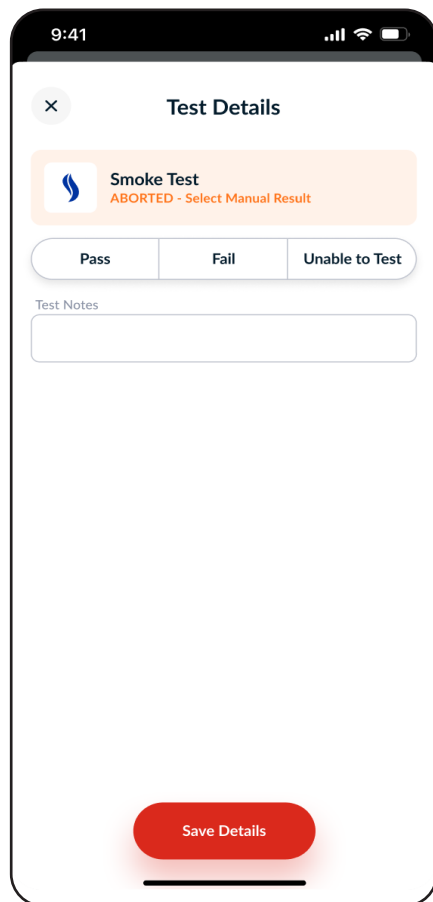 9:41
Test Details
Smoke Test
ABORTED - Select Manual Result
Pass Fail Unable to Test
Test Notes
Save Details